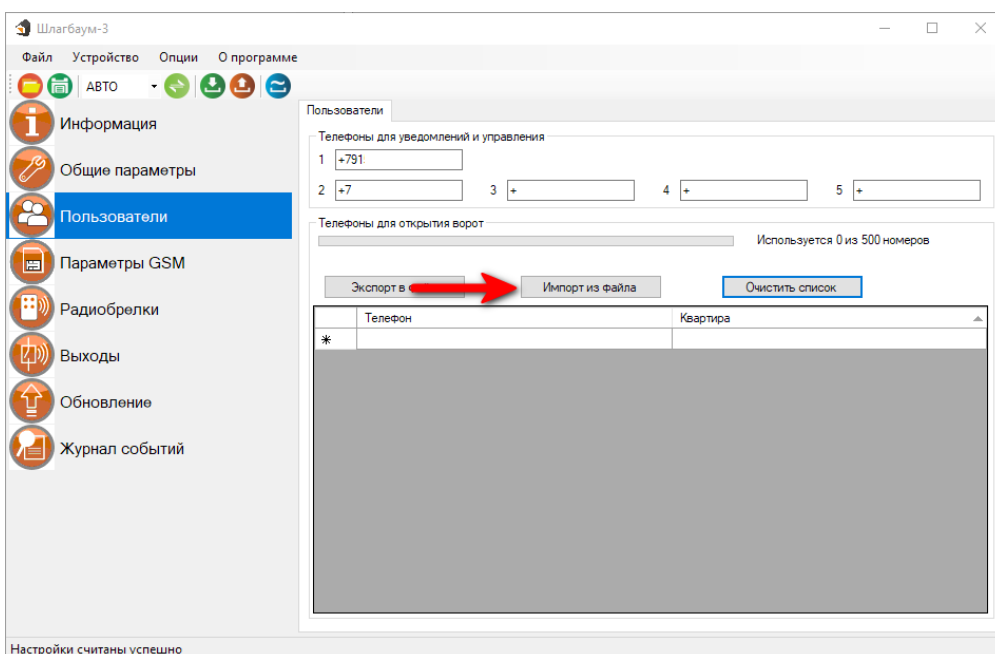 Шлагбаум-3
Файл Устройство Опции О программе
АВТО
Информация
Общие параметры
Пользователи
Параметры GSM
Радиобрелки
Выходы
Обновление
Журнал событий
Пользователи
Телефоны для уведомлений и управления
1 +791
2 +7 3 + 4 + 5 +
Телефоны для открытия ворот
Используется 0 из 500 номеров
Экспорт в Импорт из файла Очистить список
Телефон Квартира
Настройки считаны успешно